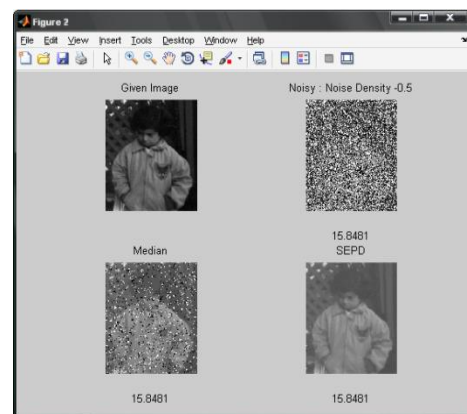 Figure 2
File Edit View Insert Tools Desktop Window Help
Given Image
Noisy : Noise Density -0.5
15.8481
Median
SEPD
15.8481
15.8481